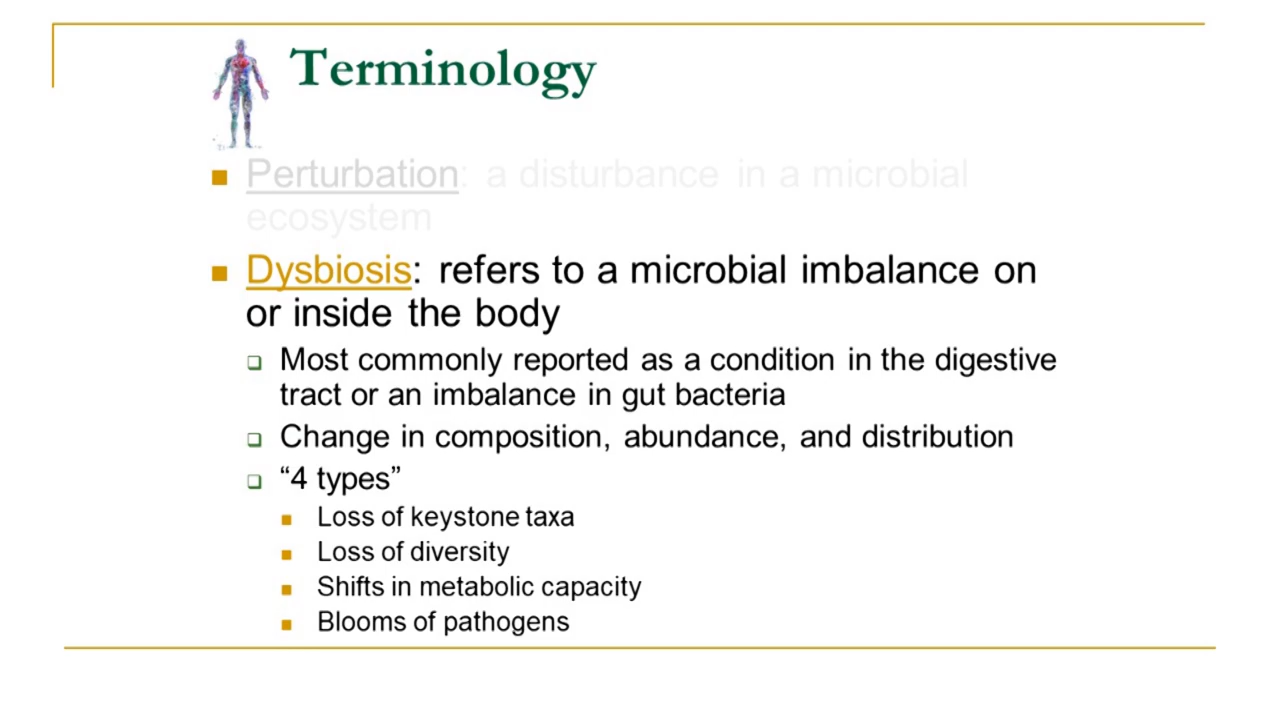 Terminology
Perturbation: a disturbance in a microbial
ecosystem
Dysbiosis: refers to a microbial imbalance on
or inside the body
Most commonly reported as a condition in the digestive
tract or an imbalance in gut bacteria
Change in composition, abundance, and distribution
“4 types”
Loss of keystone taxa
Loss of diversity
Shifts in metabolic capacity
Blooms of pathogens